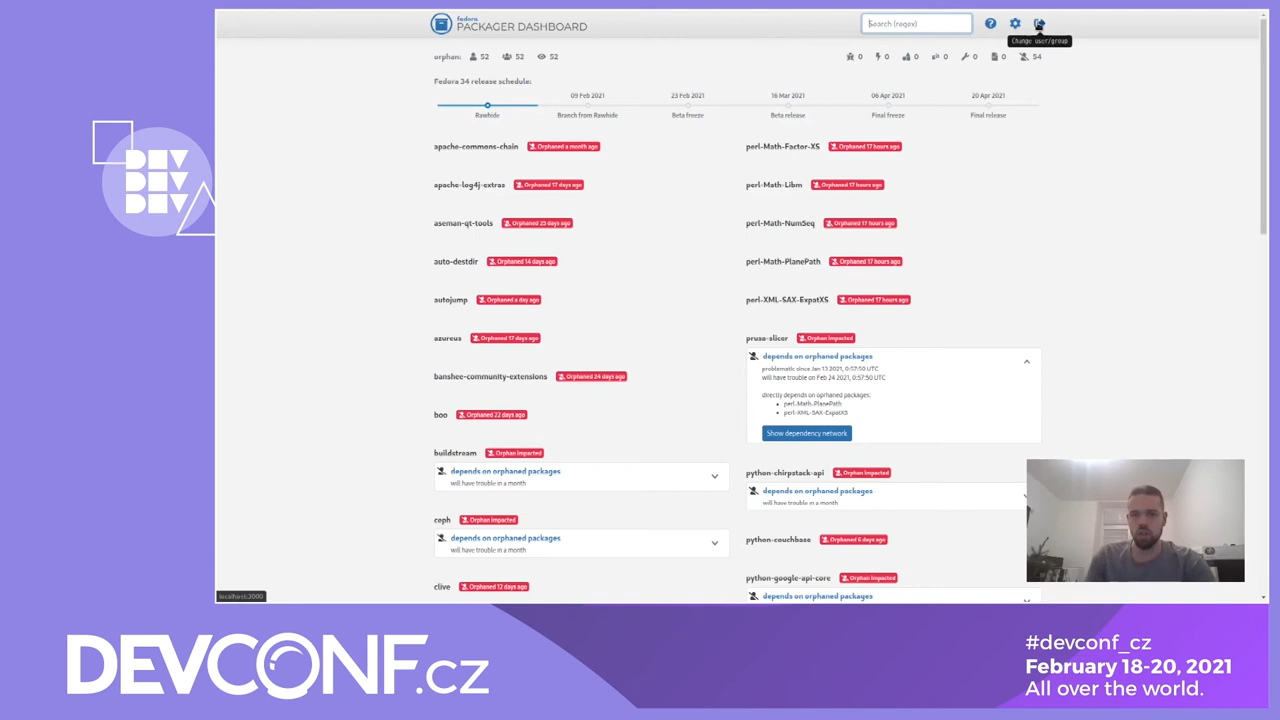 fedora
PACKAGER DASHBOARD
Search (regex)
Change user/group
orphan: 52 52 52
0 0 0 0 0 0 54
Fedora 34 release schedule:
09 Feb 2021 23 Feb 2021 16 Mar 2021 06 Apr 2021 20 Apr 2021
Rawhide Branch from Rawhide Beta freeze Beta release Final freeze Final release
apache-commons-chain Orphaned a month ago
apache-log4j-extras Orphaned 17 days ago
aseman-qt-tools Orphaned 23 days ago
auto-destdir Orphaned 14 days ago
autojump Orphaned a day ago
azureus Orphaned 17 days ago
banshee-community-extensions Orphaned 24 days ago
boo Orphaned 22 days ago
buildstream Orphan impacted
depends on orphaned packages
will have trouble in a month
ceph Orphan impacted
depends on orphaned packages
will have trouble in a month
clive Orphaned 12 days ago
perl-Math-Factor-XS Orphaned 17 hours ago
perl-Math-Libm Orphaned 17 hours ago
perl-Math-NumSeq Orphaned 17 hours ago
perl-Math-PlanePath Orphaned 17 hours ago
perl-XML-SAX-ExpatXS Orphaned 17 hours ago
prusa-slicer Orphan impacted
depends on orphaned packages
problematic since Jan 13 2021, 0:57:50 UTC
will have trouble on Feb 24 2021, 0:57:50 UTC
directly depends on orphaned packages:
• perl-Math-PlanePath
• perl-XML-SAX-ExpatXS
Show dependency network
python-chirpstack-api Orphan impacted
depends on orphaned packages
will have trouble in a month
python-couchbase Orphaned 6 days ago
python-google-api-core Orphan impacted
depends on orphaned packages
localhost:3000
DEV
DEV
DEV
DEVCONF.cz
#devconf_cz
February 18-20, 2021
All over the world.